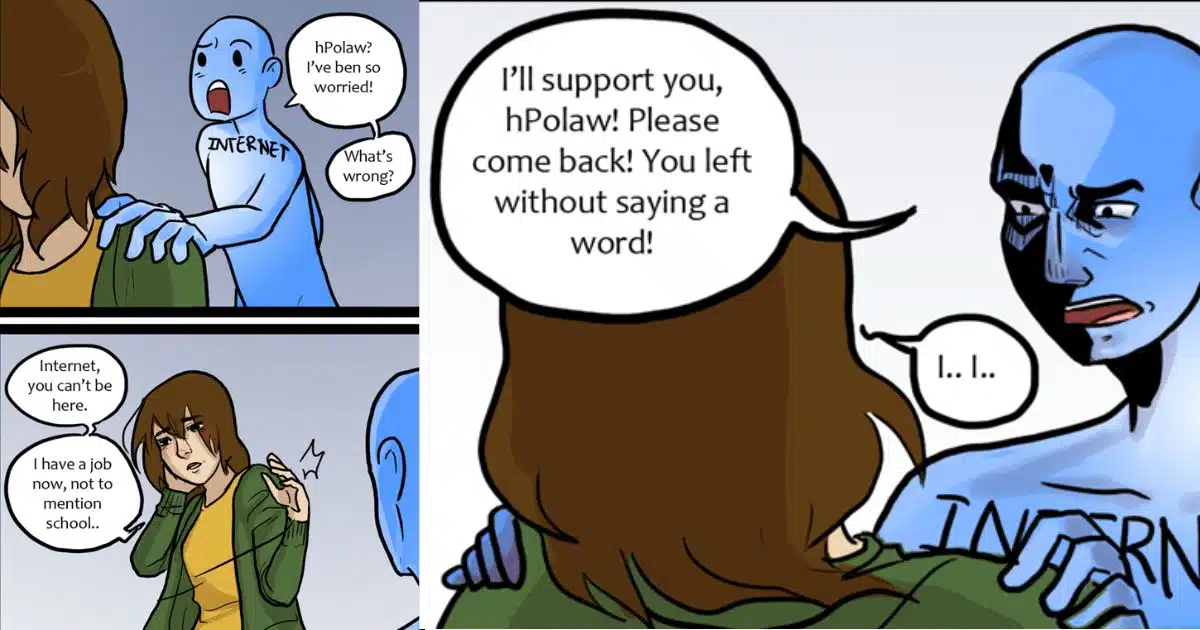 hPolaw?
I've ben so
worried!
What's
wrong?
INTERNET
Internet,
you can't be
here.
I have a job
now, not to
mention
school..
I'll support you,
hPolaw! Please
come back! You left
without saying a
word!
I.. I..
INTERN